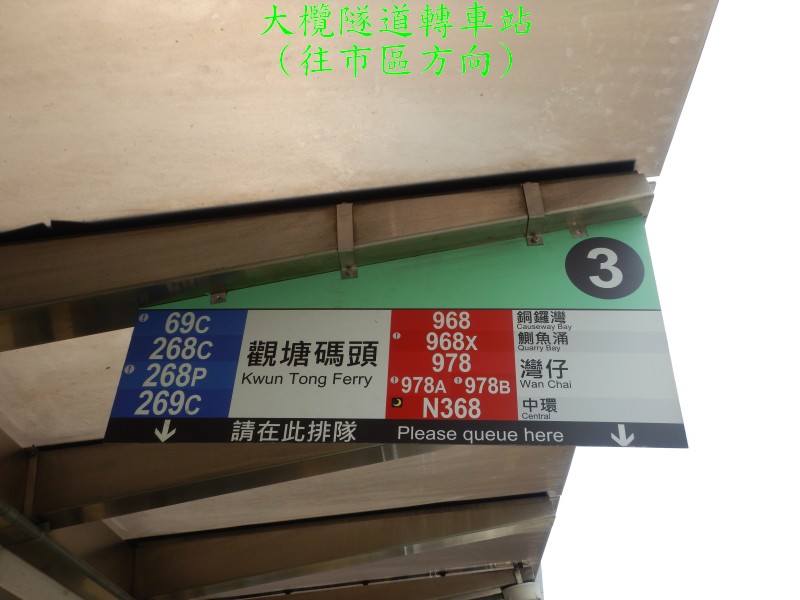 大欖隧道轉車站
（往市區方向）
3
69C
268C
268P
269C
觀塘碼頭
Kwun Tong Ferry
968
968X
978
978A 978B
N368
銅鑼灣
Causeway Bay
鰂魚涌
Quarry Bay
灣仔
Wan Chai
中環
Central
請在此排隊 Please queue here